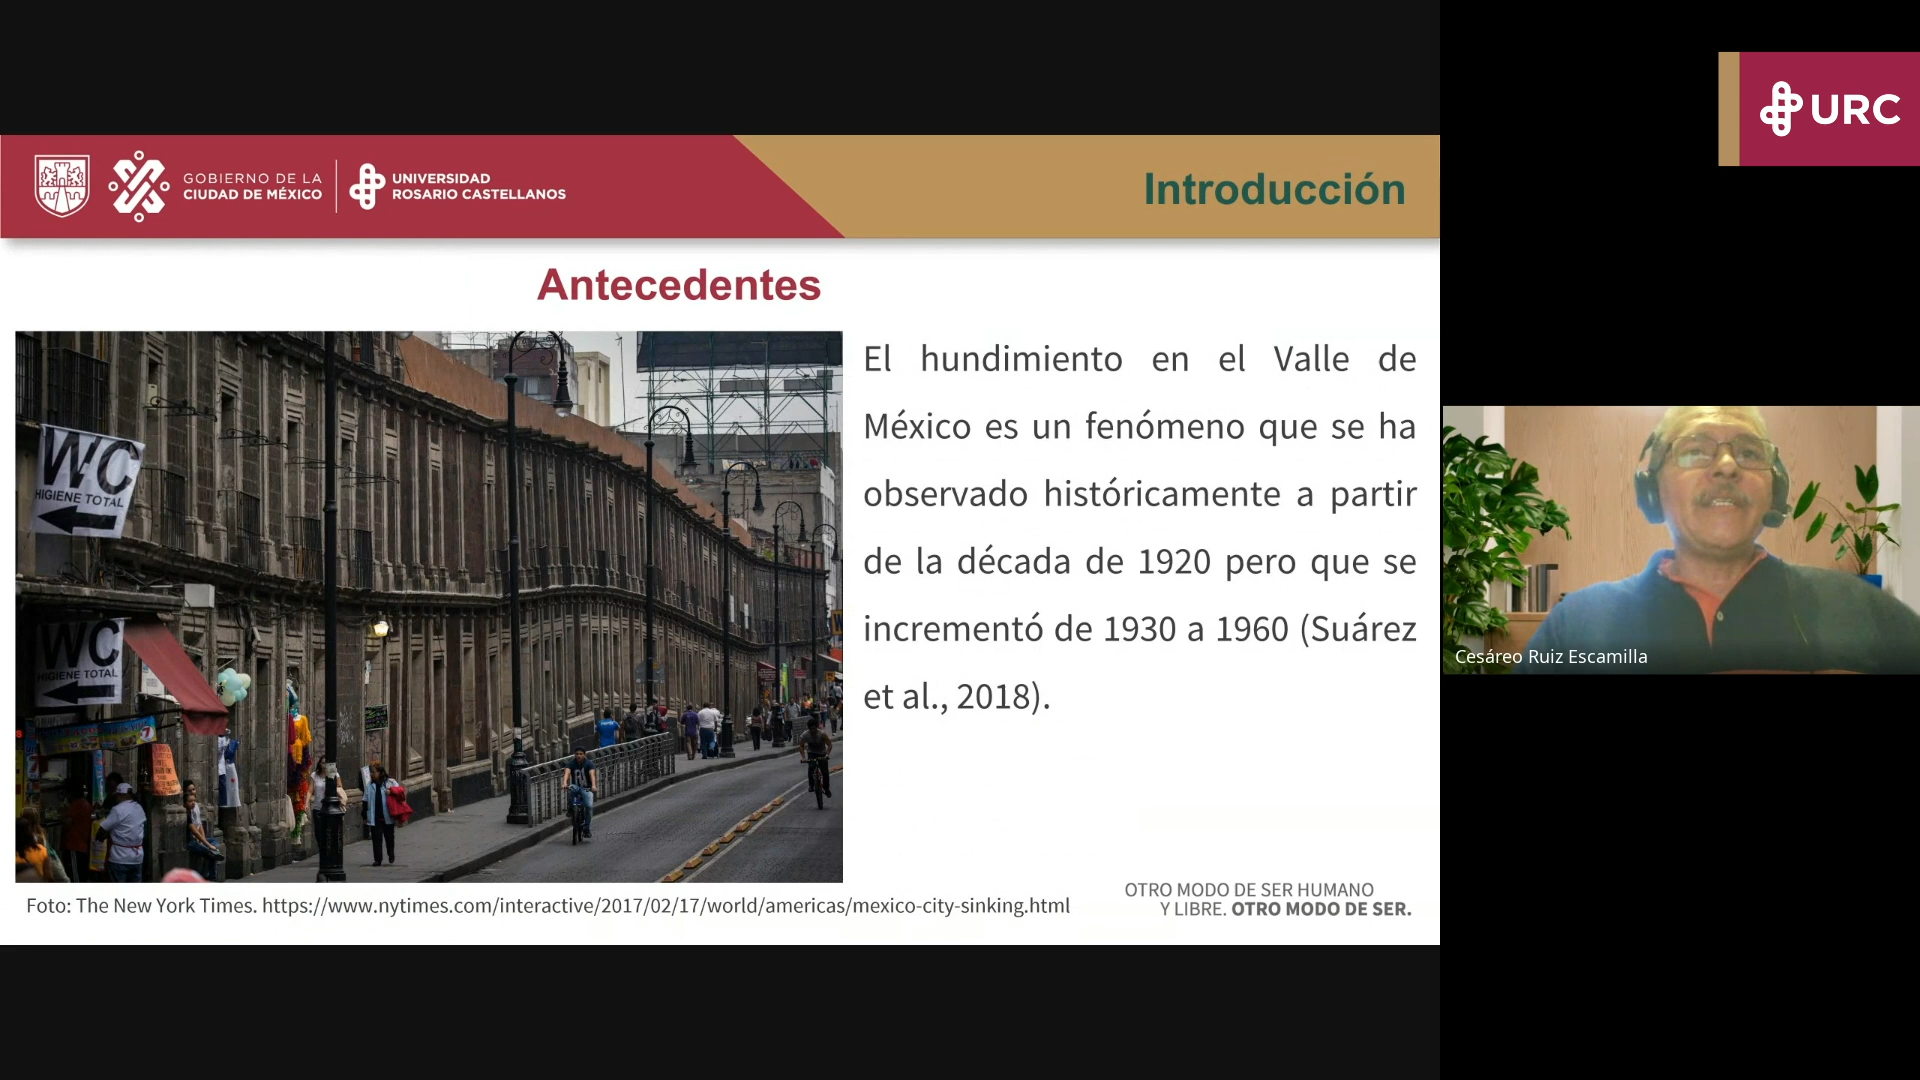 GOBIERNO DE LA
CIUDAD DE MÉXICO
UNIVERSIDAD
ROSARIO CASTELLANOS
Introducción
URC
Antecedentes
WC
HIGIENE TOTAL
WC
HIGIENE TOTAL
El hundimiento en el Valle de
México es un fenómeno que se ha
observado históricamente a partir
de la década de 1920 pero que se
incrementó de 1930 a 1960 (Suárez
et al., 2018).
Cesáreo Ruiz Escamilla
Foto: The New York Times. https://www.nytimes.com/interactive/2017/02/17/world/americas/mexico-city-sinking.html
OTRO MODO DE SER HUMANO
Y LIBRE. OTRO MODO DE SER.